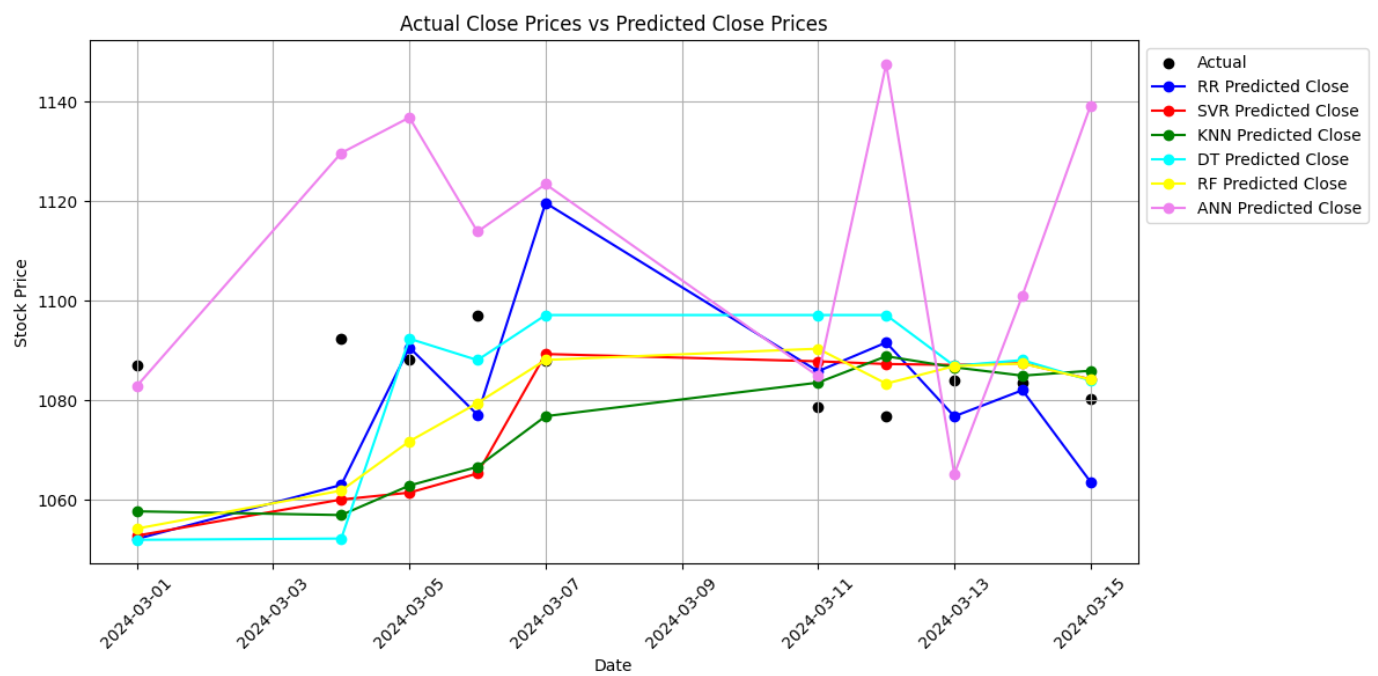 Actual Close Prices vs Predicted Close Prices
Actual
RR Predicted Close
SVR Predicted Close
KNN Predicted Close
DT Predicted Close
RF Predicted Close
ANN Predicted Close
Stock Price
1140
1120
1100
1080
1060
2024-03-01
2024-03-03
2024-03-05
2024-03-07
2024-03-09
2024-03-11
2024-03-13
2024-03-15
Date